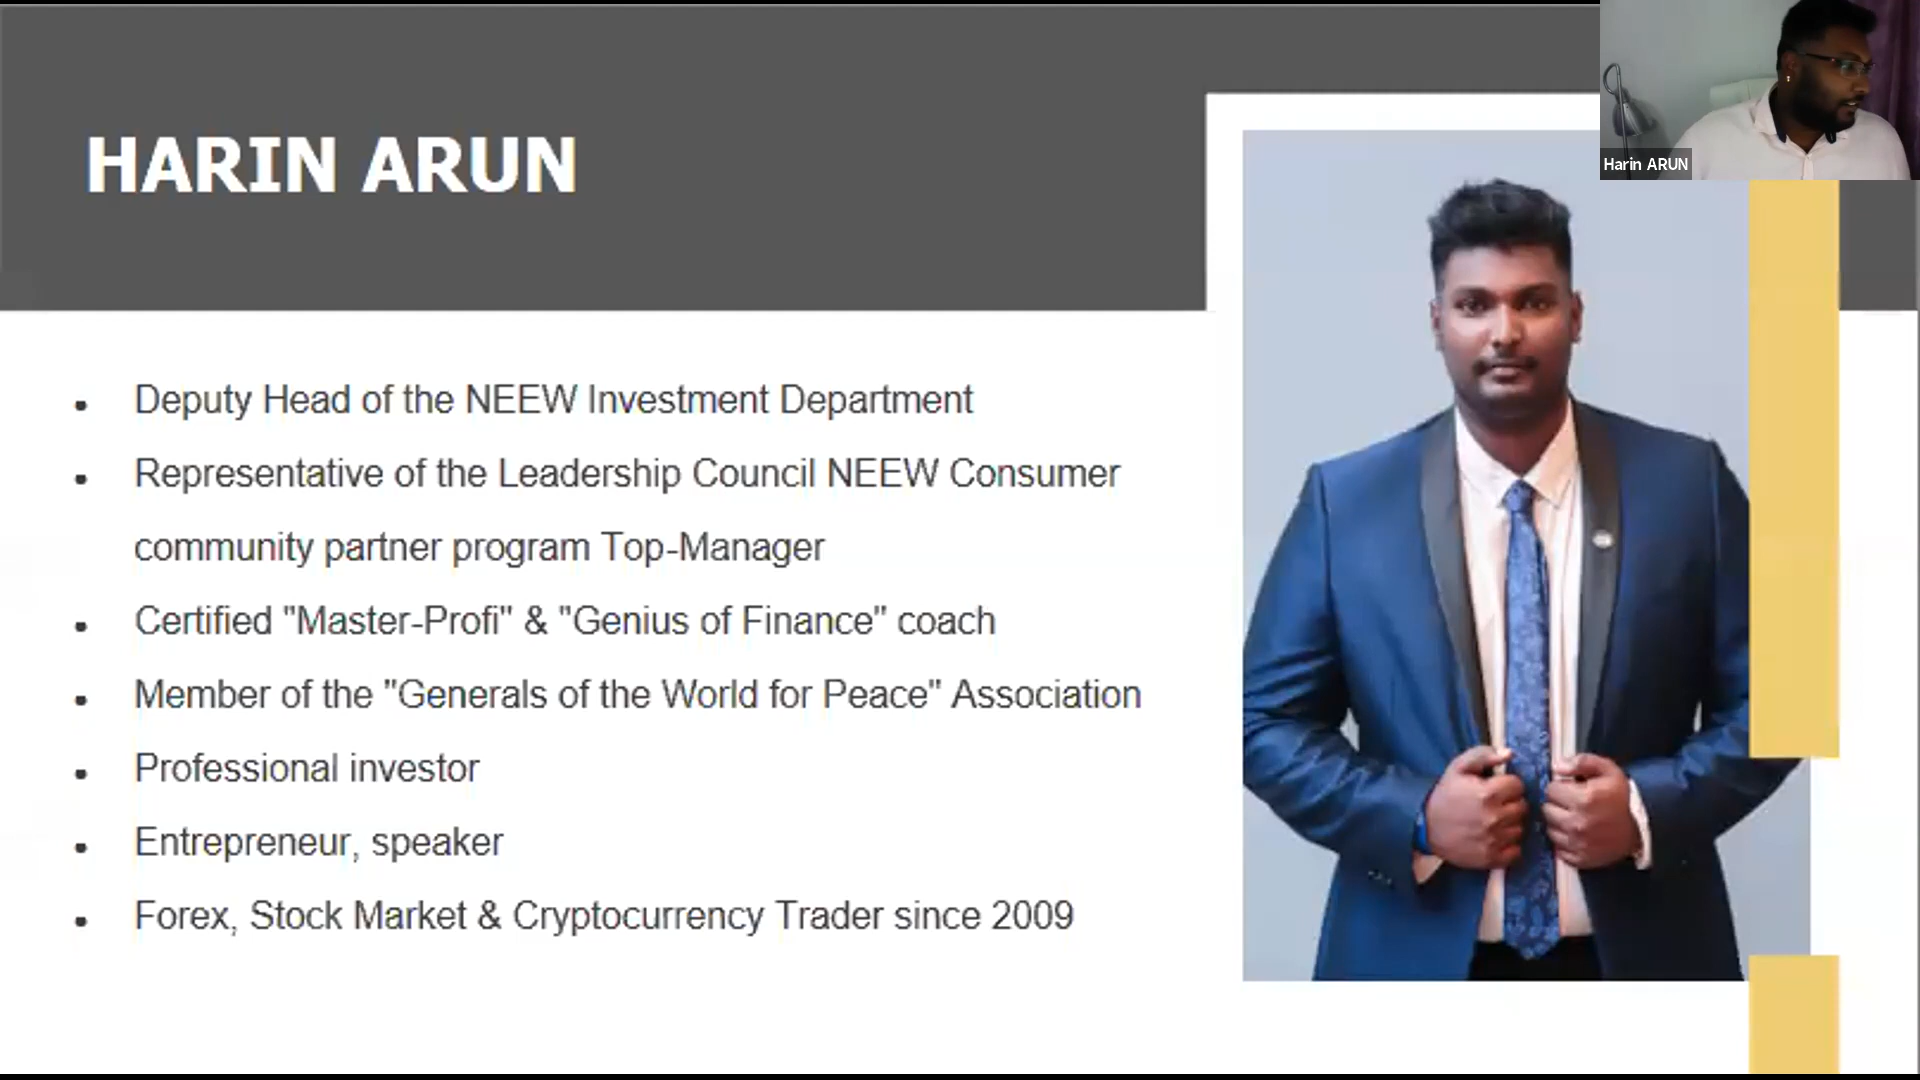 HARIN ARUN
Harin ARUN
• Deputy Head of the NEEW Investment Department
• Representative of the Leadership Council NEEW Consumer
community partner program Top-Manager
• Certified "Master-Profi" & "Genius of Finance" coach
• Member of the "Generals of the World for Peace" Association
• Professional investor
• Entrepreneur, speaker
• Forex, Stock Market & Cryptocurrency Trader since 2009